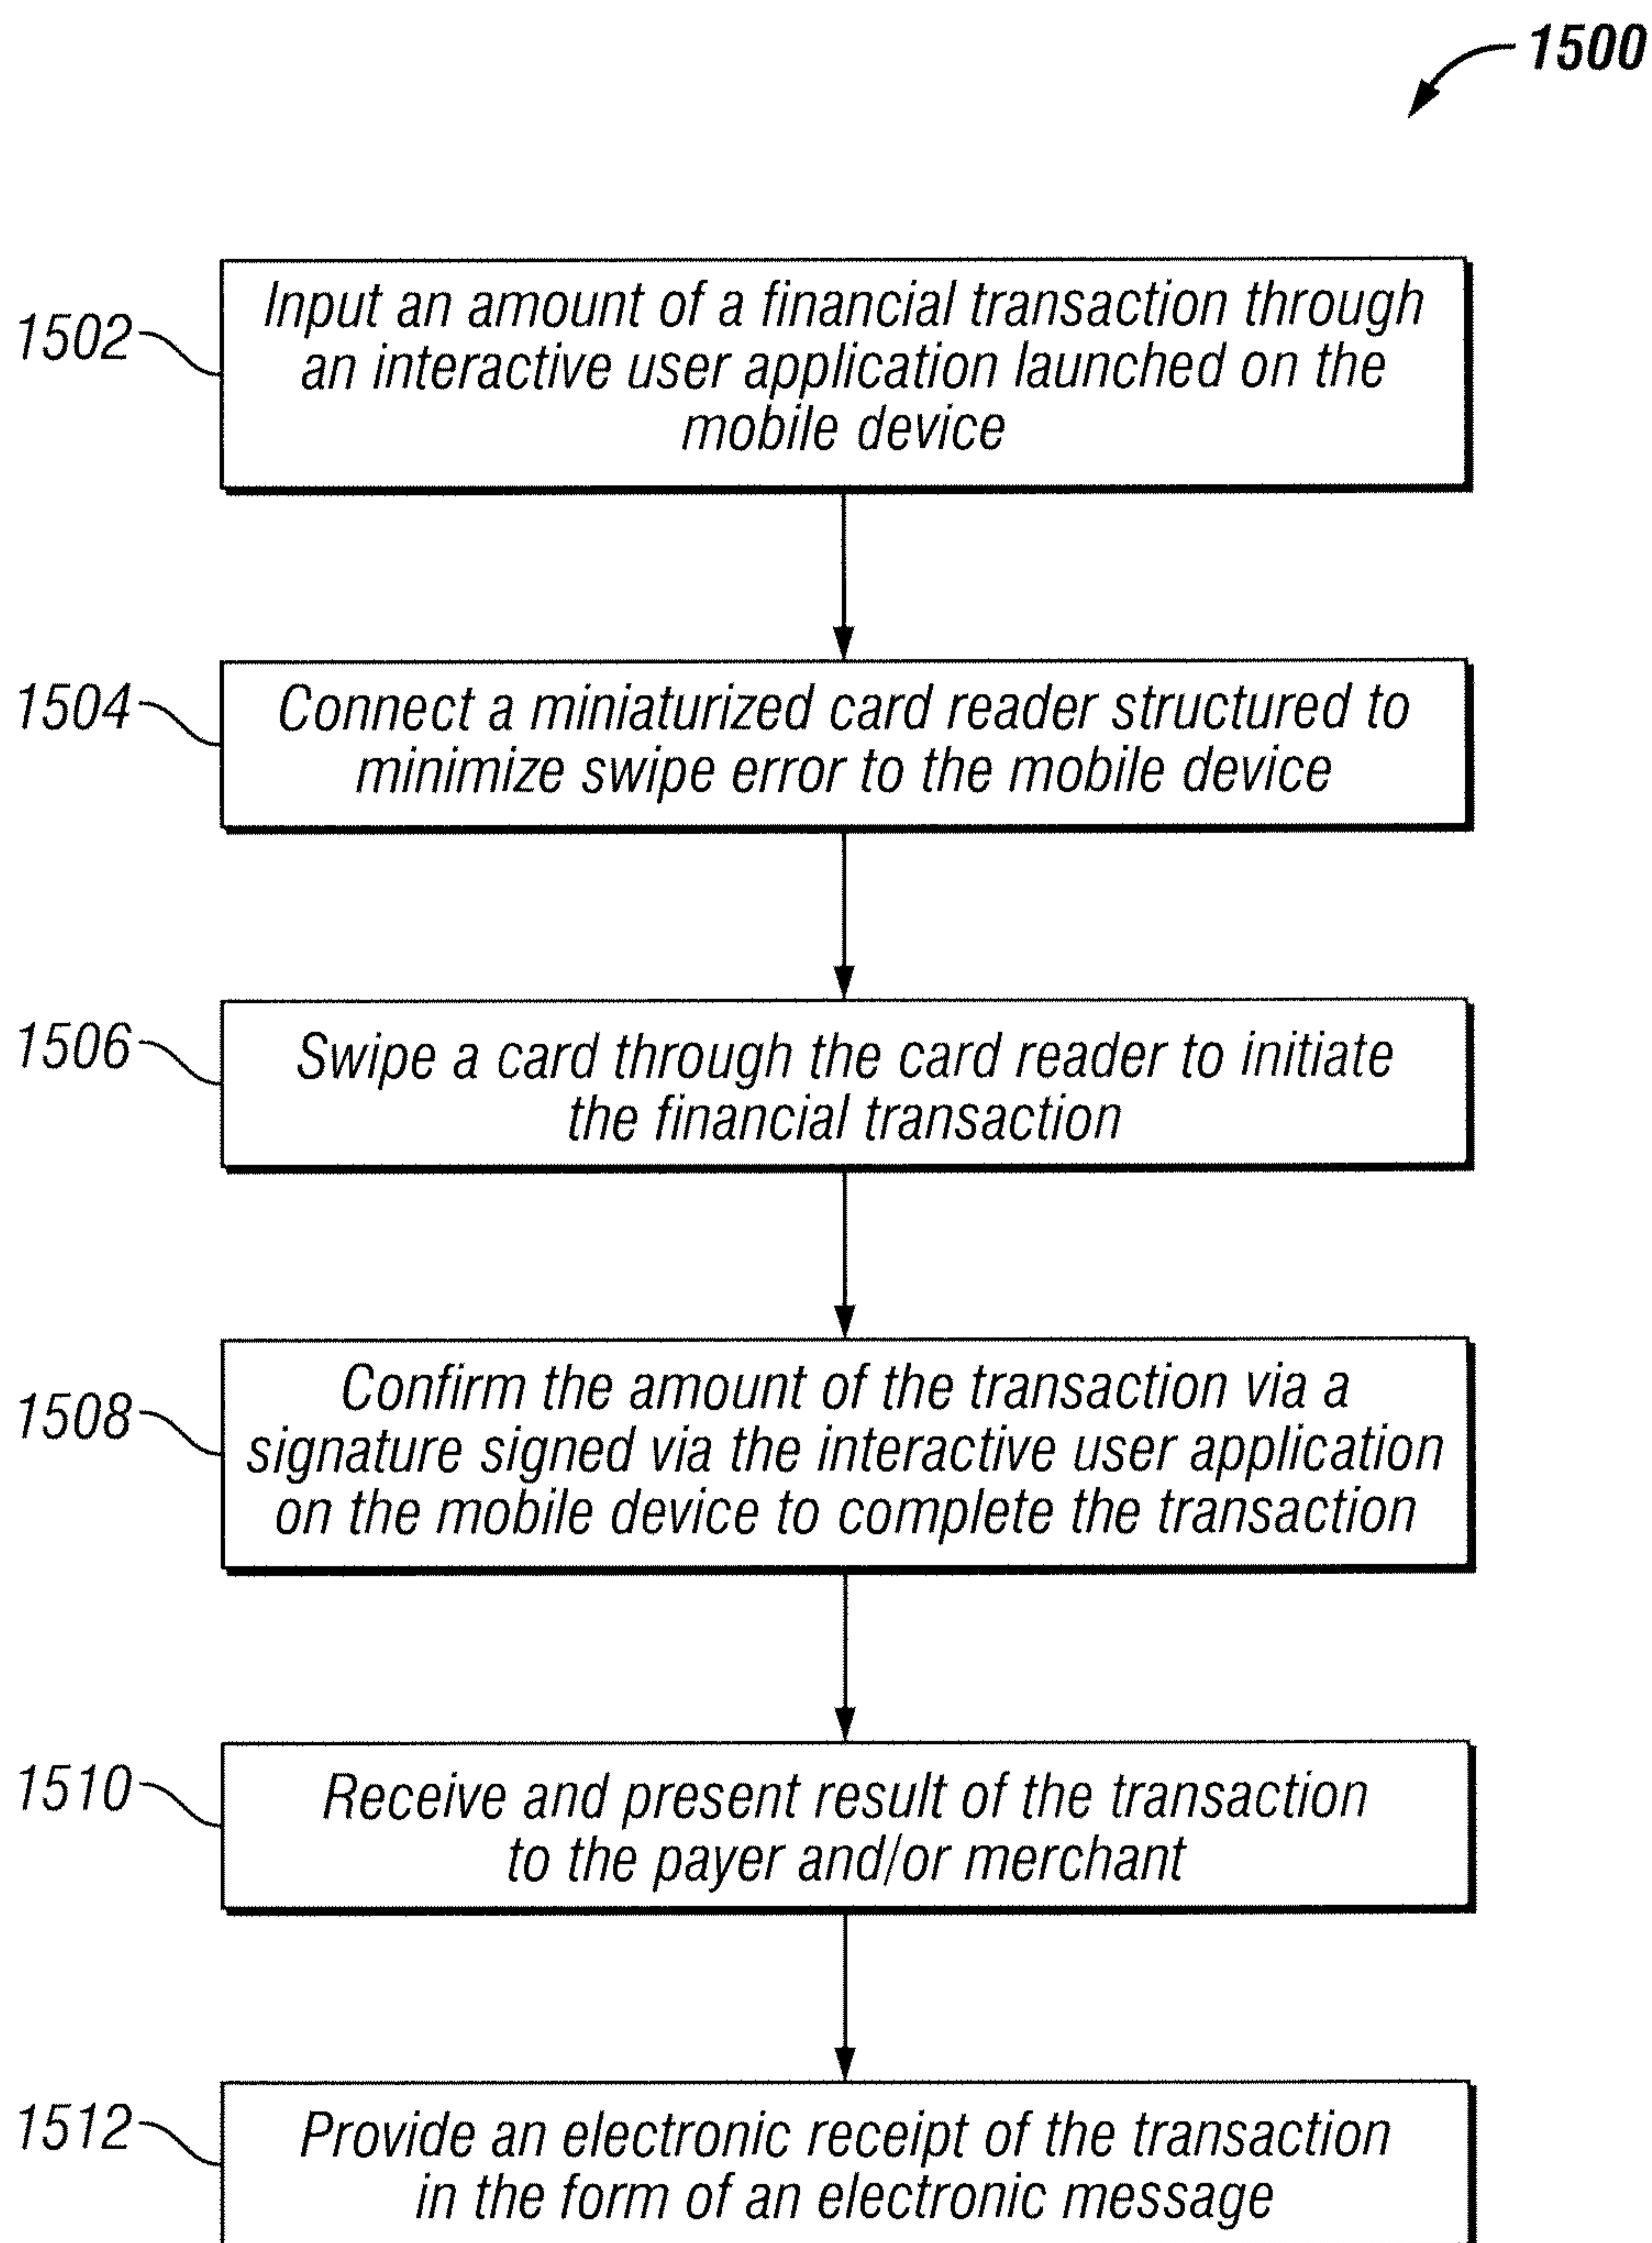 1500
1502
Input an amount of a financial transaction through
an interactive user application launched on the
mobile device
1504
Connect a miniaturized card reader structured to
minimize swipe error to the mobile device
1506
Swipe a card through the card reader to initiate
the financial transaction
1508
Confirm the amount of the transaction via a
signature signed via the interactive user application
on the mobile device to complete the transaction
1510
Receive and present result of the transaction
to the payer and/or merchant
1512
Provide an electronic receipt of the transaction
in the form of an electronic message